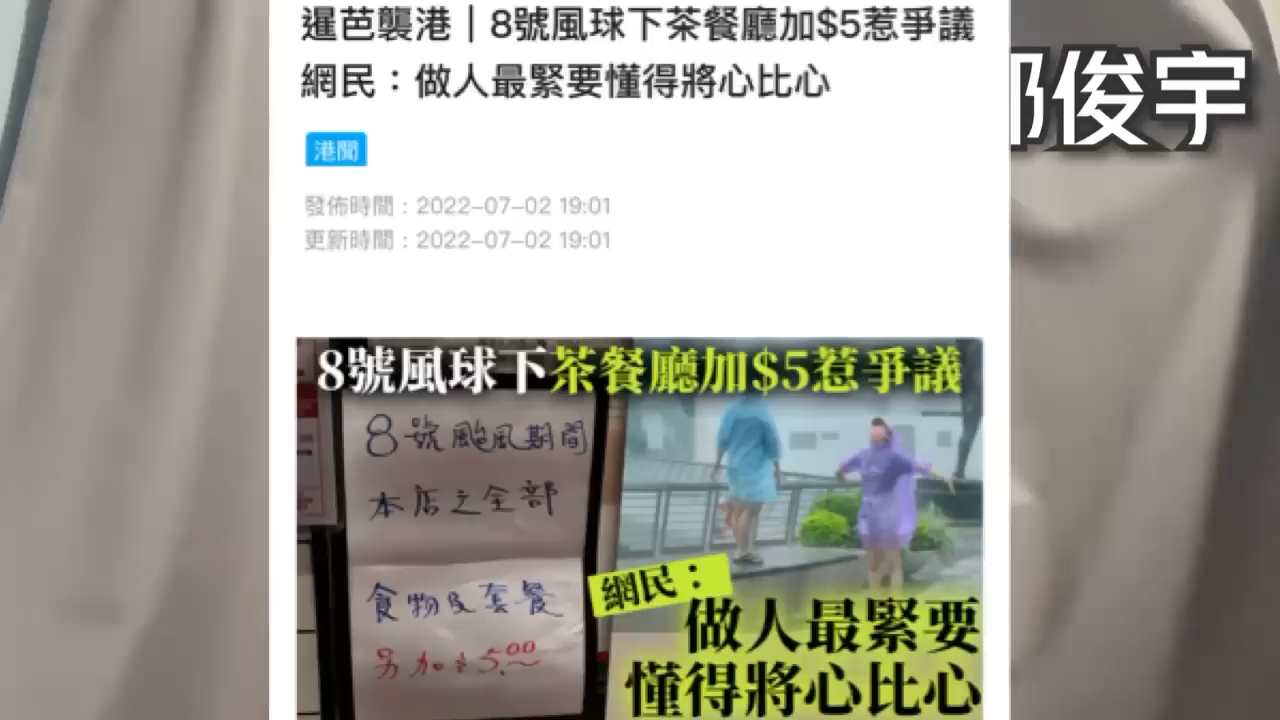 暹芭襲港｜8號風球下茶餐廳加$5惹爭議
網民：做人最緊要懂得將心比心
俊宇
港聞
發佈時間：2022-07-02 19:01
更新時間：2022-07-02 19:01
8號風球下茶餐廳加$5惹爭議
8號颱風期間
本店之全部
食物及套餐
另加$5.00
網民：
做人最緊要
懂得將心比心